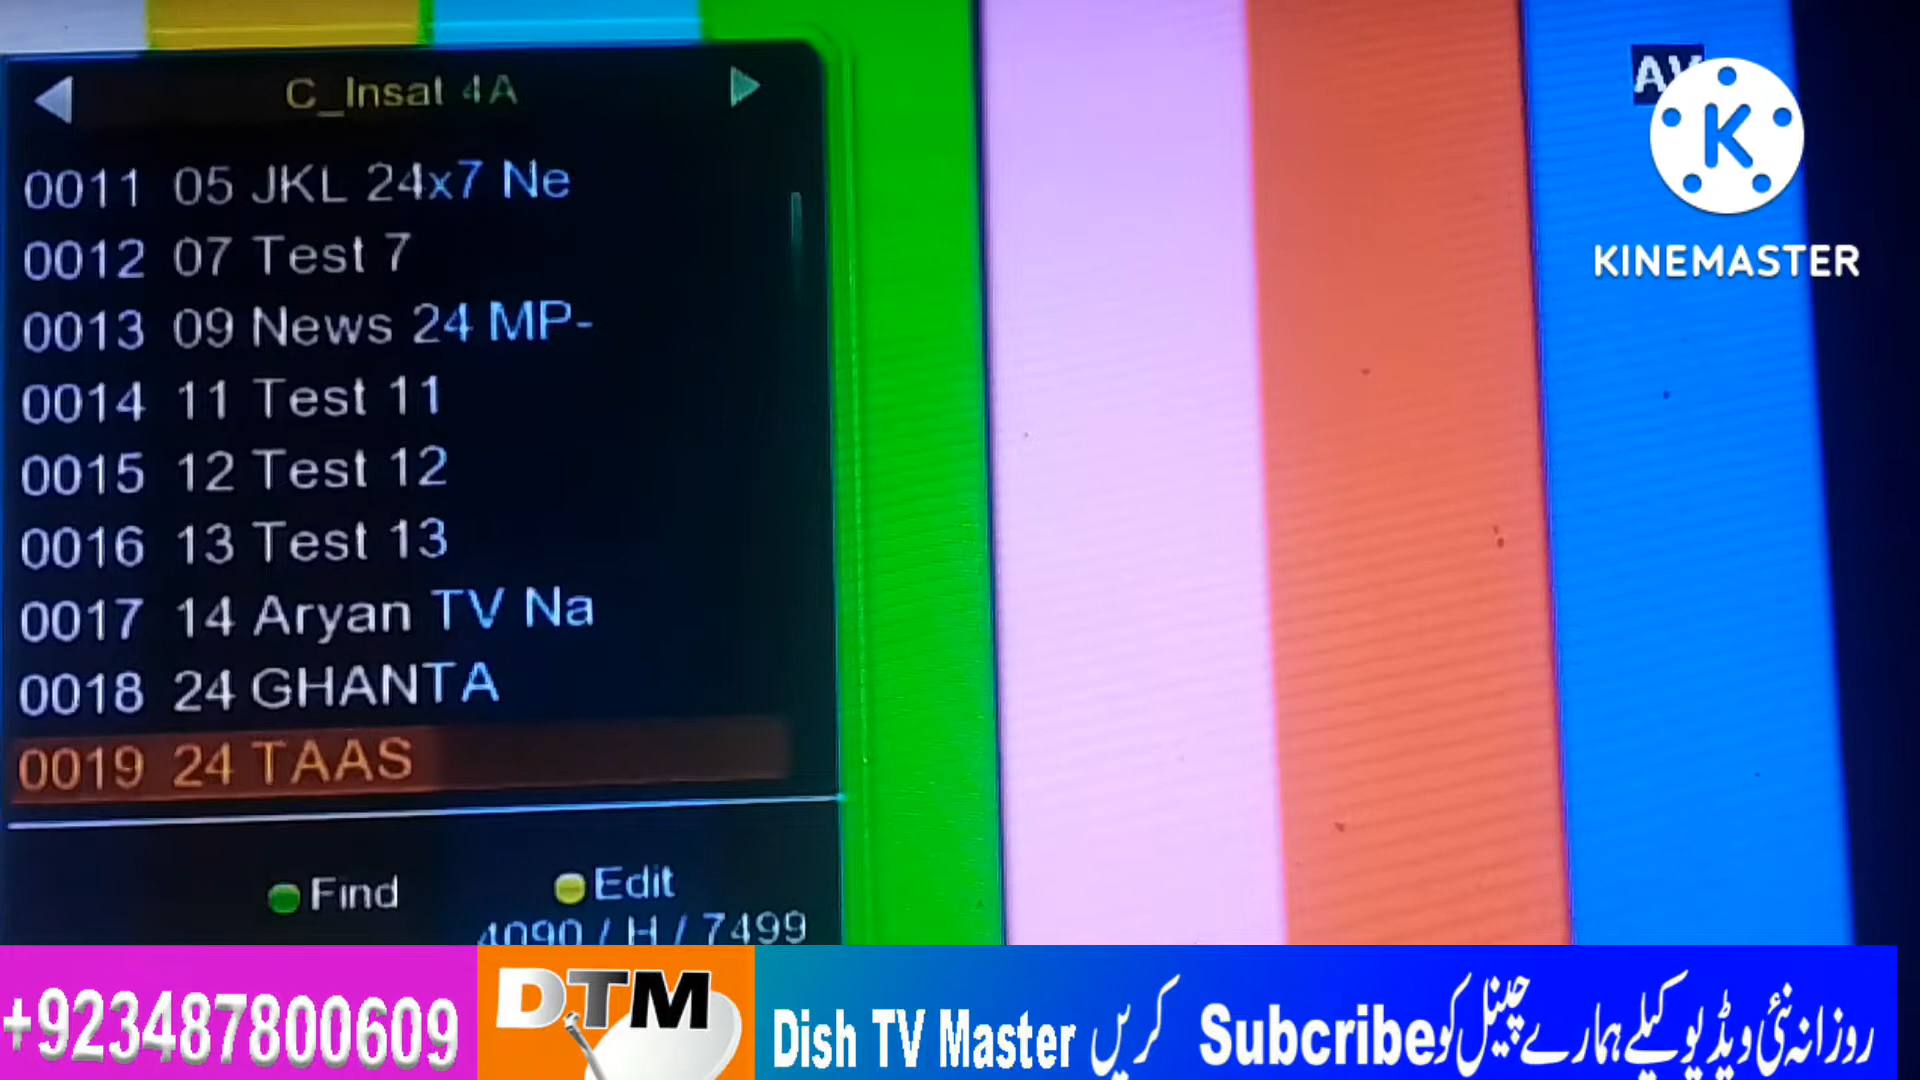 C_Insat 4A
0011 05 JKL 24x7 Ne
0012 07 Test 7
0013 09 News 24 MP-
0014 11 Test 11
0015 12 Test 12
0016 13 Test 13
0017 14 Aryan TV Na
0018 24 GHANTA
0019 24 TAAS
Find Edit
4090 / H / 7499
AV
KINEMASTER
+923487800609
DTM
روزانہ نئی ویڈیو کیلے ہمارے چینل کو Subcribe کریں Dish TV Master